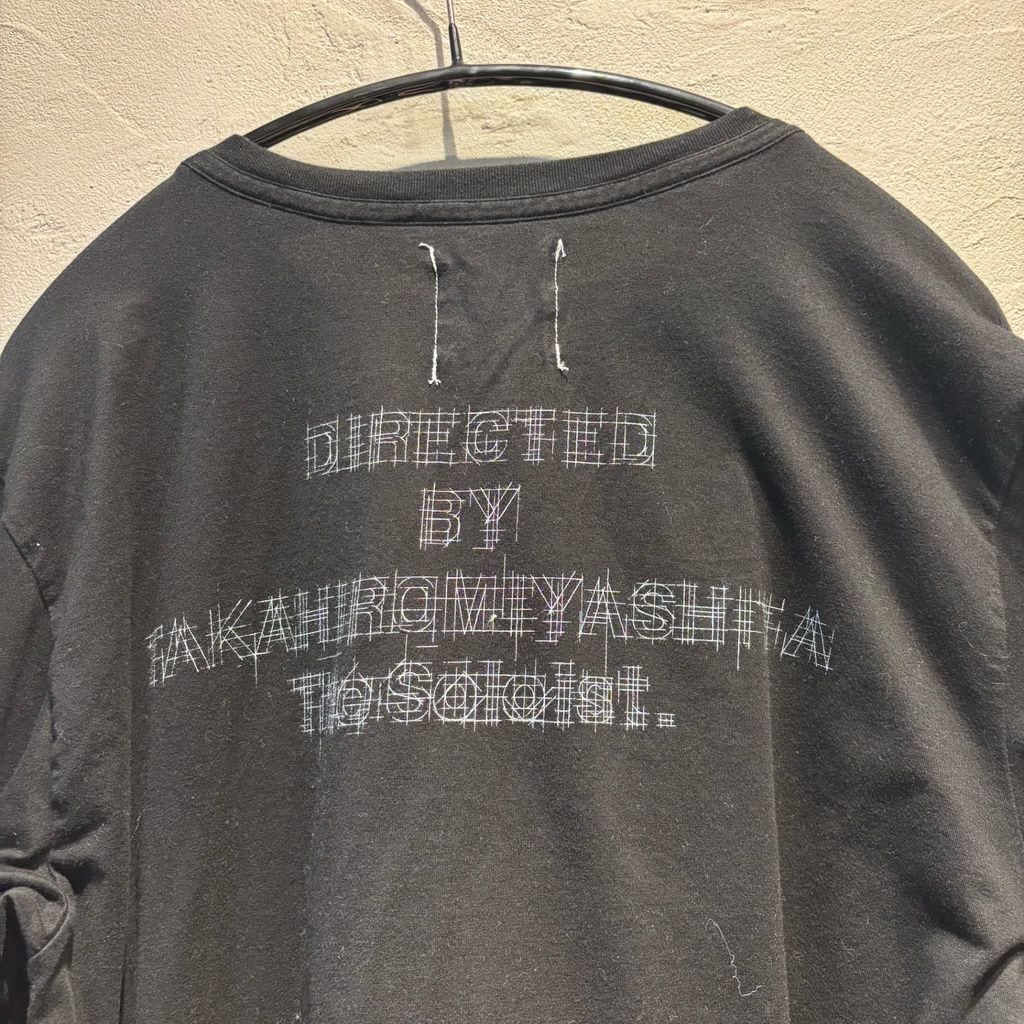 DIRECTED
BY
TAKAHIROMIYASHITA
TheSoloist.